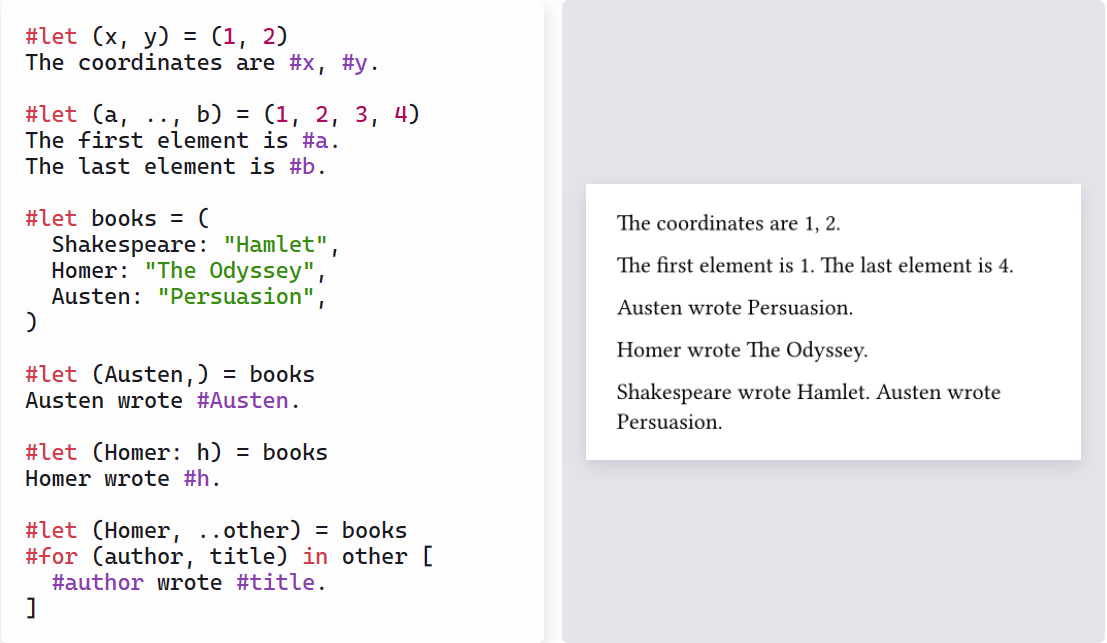 #let (x, y) = (1, 2)
The coordinates are #x, #y.

#let (a, .., b) = (1, 2, 3, 4)
The first element is #a.
The last element is #b.

#let books = (
  Shakespeare: "Hamlet",
  Homer: "The Odyssey",
  Austen: "Persuasion",
)

#let (Austen,) = books
Austen wrote #Austen.

#let (Homer: h) = books
Homer wrote #h.

#let (Homer, ..other) = books
#for (author, title) in other [
  #author wrote #title.
]

The coordinates are 1, 2.
The first element is 1. The last element is 4.
Austen wrote Persuasion.
Homer wrote The Odyssey.
Shakespeare wrote Hamlet. Austen wrote
Persuasion.